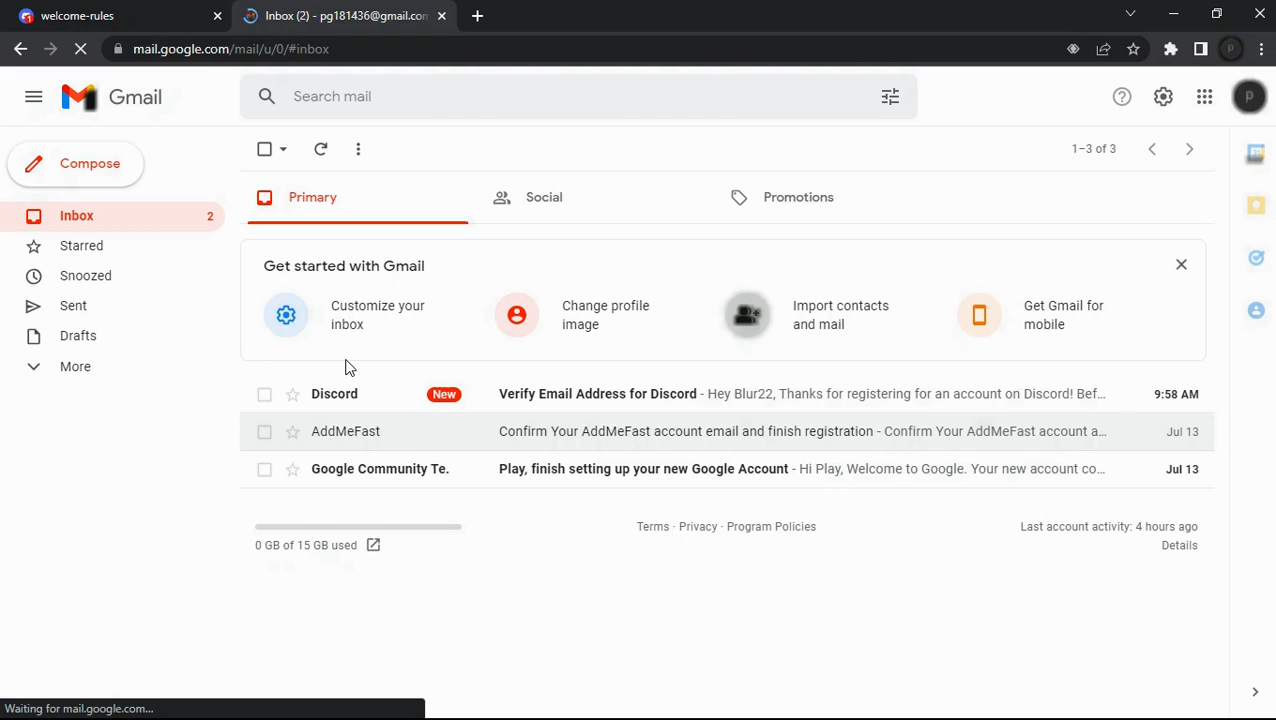 welcome-rules
Inbox (2) - pg181436@gmail.con
mail.google.com/mail/u/0/#inbox
P
Gmail
Search mail
P
Compose
1–3 of 3
Primary
Social
Promotions
Inbox 2
Starred
Snoozed
Sent
Drafts
More
Get started with Gmail
Customize your
inbox
Change profile
image
Import contacts
and mail
Get Gmail for
mobile
Discord New Verify Email Address for Discord - Hey Blur22, Thanks for registering for an account on Discord! Bef... 9:58 AM
AddMeFast Confirm Your AddMeFast account email and finish registration - Confirm Your AddMeFast account a... Jul 13
Google Community Te. Play, finish setting up your new Google Account - Hi Play, Welcome to Google. Your new account co... Jul 13
0 GB of 15 GB used
Terms · Privacy · Program Policies
Last account activity: 4 hours ago
Details
Waiting for mail.google.com...